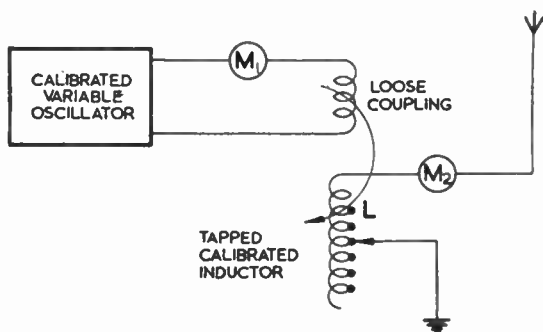 CALIBRATED
VARIABLE
OSCILLATOR
M1
LOOSE
COUPLING
M2
L
TAPPED
CALIBRATED
INDUCTOR